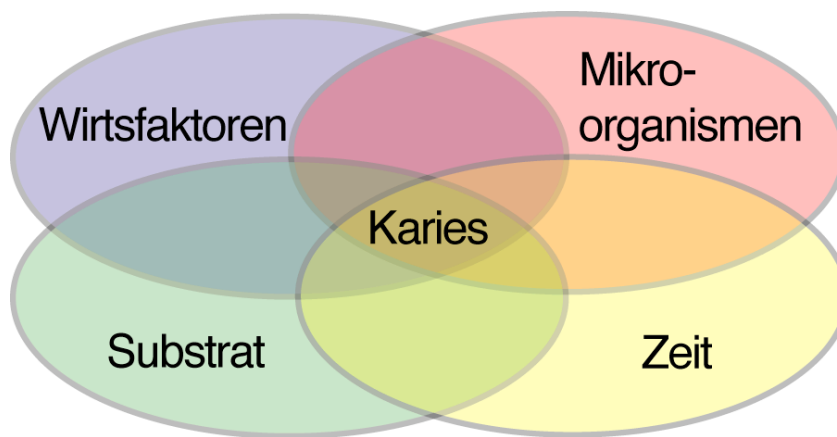 Wirtsfaktoren
Mikro-
organismen
Karies
Substrat
Zeit